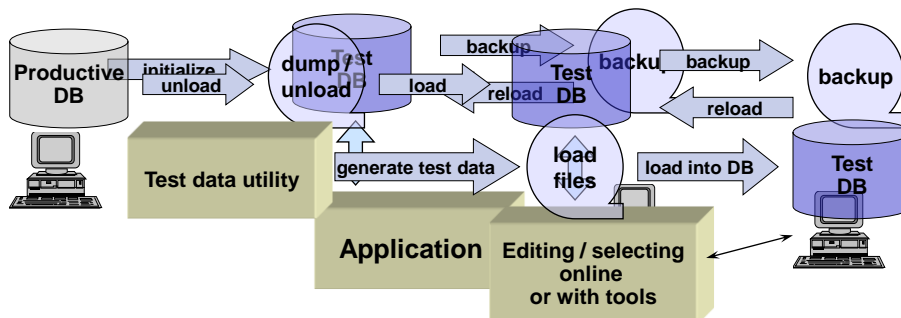 Productive
DB
initialize
unload
dump /
unload
Test
DB
load
backup
reload
Test
DB
backup
backup
reload
backup
Test data utility
generate test data
load
files
load into DB
Test
DB
Application
Editing / selecting
online
or with tools